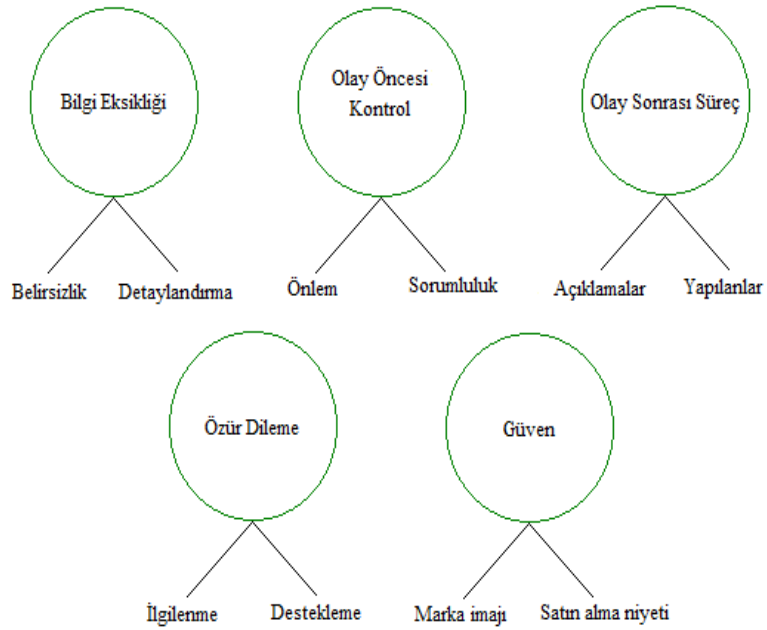 Bilgi Eksikliği
Olay Öncesi
Kontrol
Olay Sonrası Süreç
Belirsizlik
Detaylandırma
Önlem
Sorumluluk
Açıklamalar
Yapılanlar
Özür Dileme
Güven
İlgilenme
Destekleme
Marka imajı
Satın alma niyeti